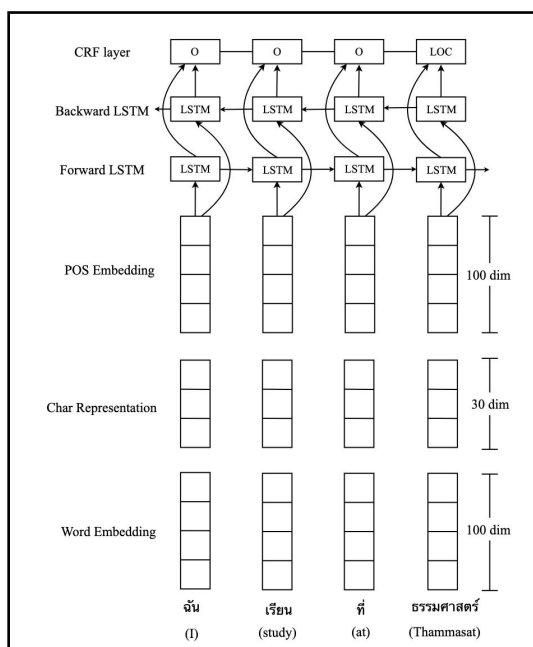 CRF layer O O O LOC
Backward LSTM LSTM LSTM LSTM LSTM
Forward LSTM LSTM LSTM LSTM LSTM
POS Embedding 100 dim
Char Representation 30 dim
Word Embedding 100 dim
ฉัน เรียน ที่ ธรรมศาสตร์
(I) (study) (at) (Thammasat)